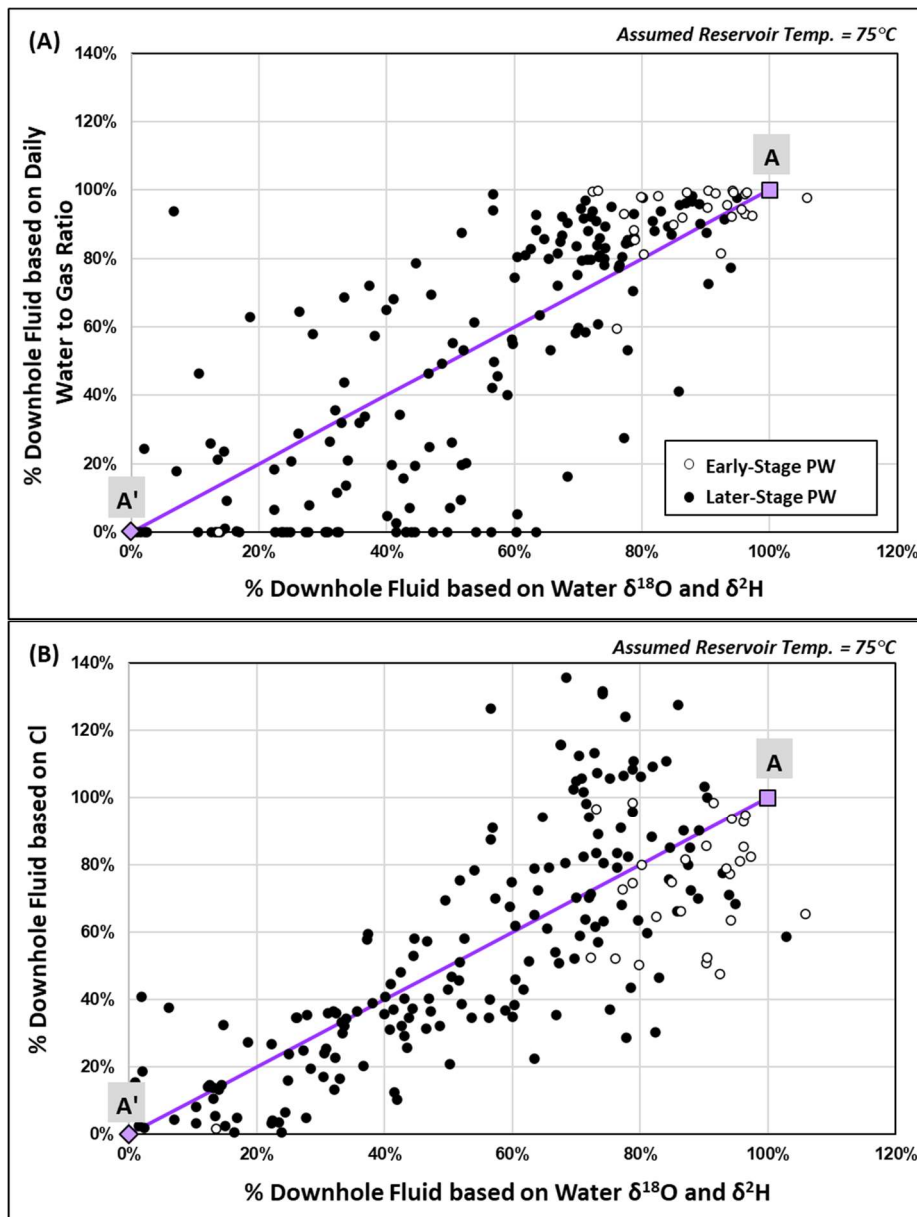 (A)
Assumed Reservoir Temp. = 75°C
% Downhole Fluid based on Daily
Water to Gas Ratio
140%
120%
100%
80%
60%
40%
20%
0%
A
A'
Early-Stage PW
Later-Stage PW
0%
20%
40%
60%
80%
100%
120%
% Downhole Fluid based on Water δ¹⁸O and δ²H
(B)
Assumed Reservoir Temp. = 75°C
% Downhole Fluid based on Cl
140%
120%
100%
80%
60%
40%
20%
0%
A
A'
0%
20%
40%
60%
80%
100%
120%
% Downhole Fluid based on Water δ¹⁸O and δ²H